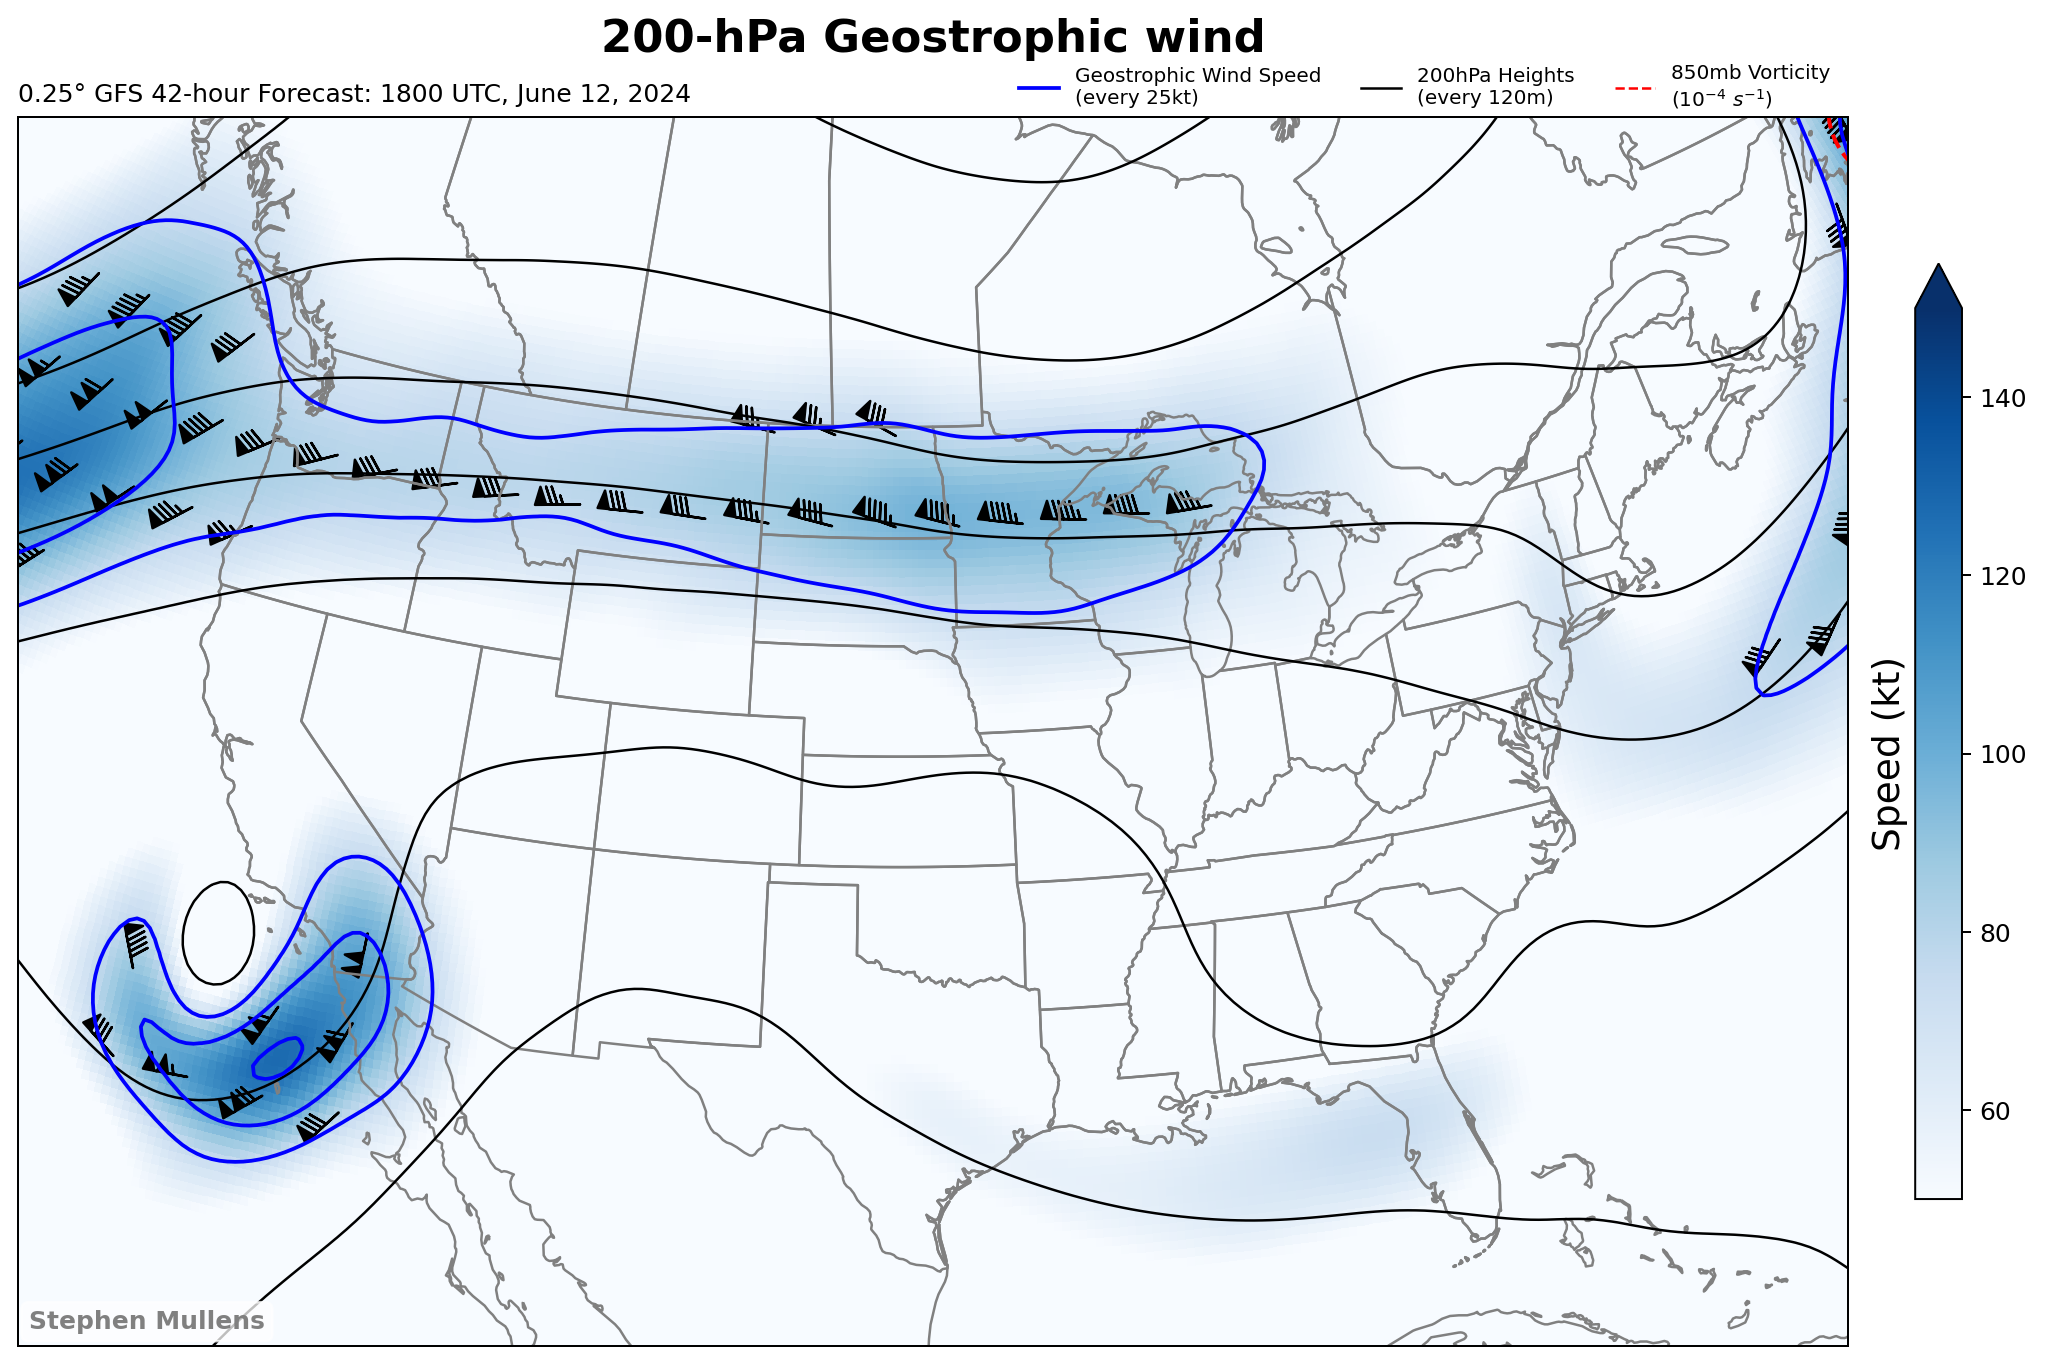 200-hPa Geostrophic wind
0.25° GFS 42-hour Forecast: 1800 UTC, June 12, 2024
Geostrophic Wind Speed
(every 25kt)
200hPa Heights
(every 120m)
850mb Vorticity
(10⁻⁴ s⁻¹)
140
120
100
80
60
Speed (kt)
Stephen Mullens